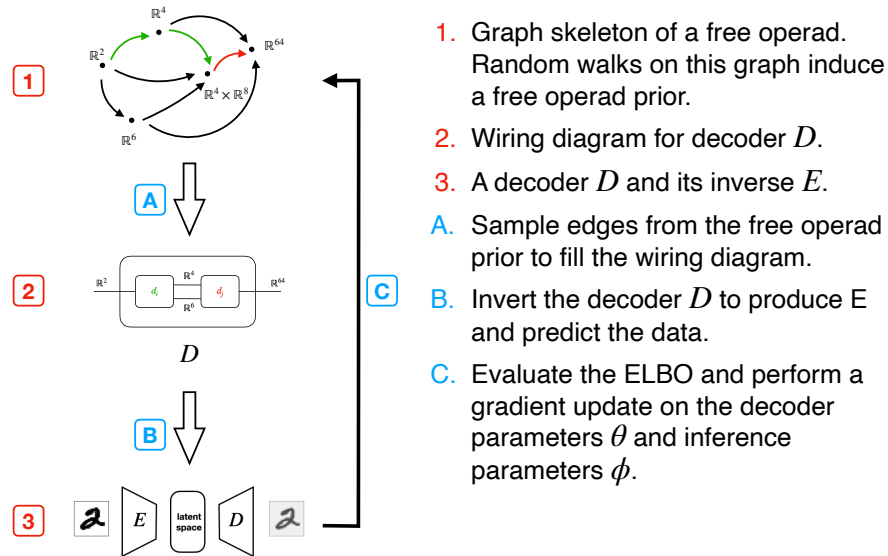 ℝ⁴
ℝ²
ℝ⁶⁴
1
ℝ⁴ × ℝ⁸
ℝ⁶
A
2
ℝ²
ℝ⁴
ℝ⁶⁴
dᵢ
dⱼ
ℝ⁶
D
C
B
3
2
E
latent
space
D
2
1. Graph skeleton of a free operad.
Random walks on this graph induce
a free operad prior.
2. Wiring diagram for decoder D.
3. A decoder D and its inverse E.
A. Sample edges from the free operad
prior to fill the wiring diagram.
B. Invert the decoder D to produce E
and predict the data.
C. Evaluate the ELBO and perform a
gradient update on the decoder
parameters θ and inference
parameters ϕ.